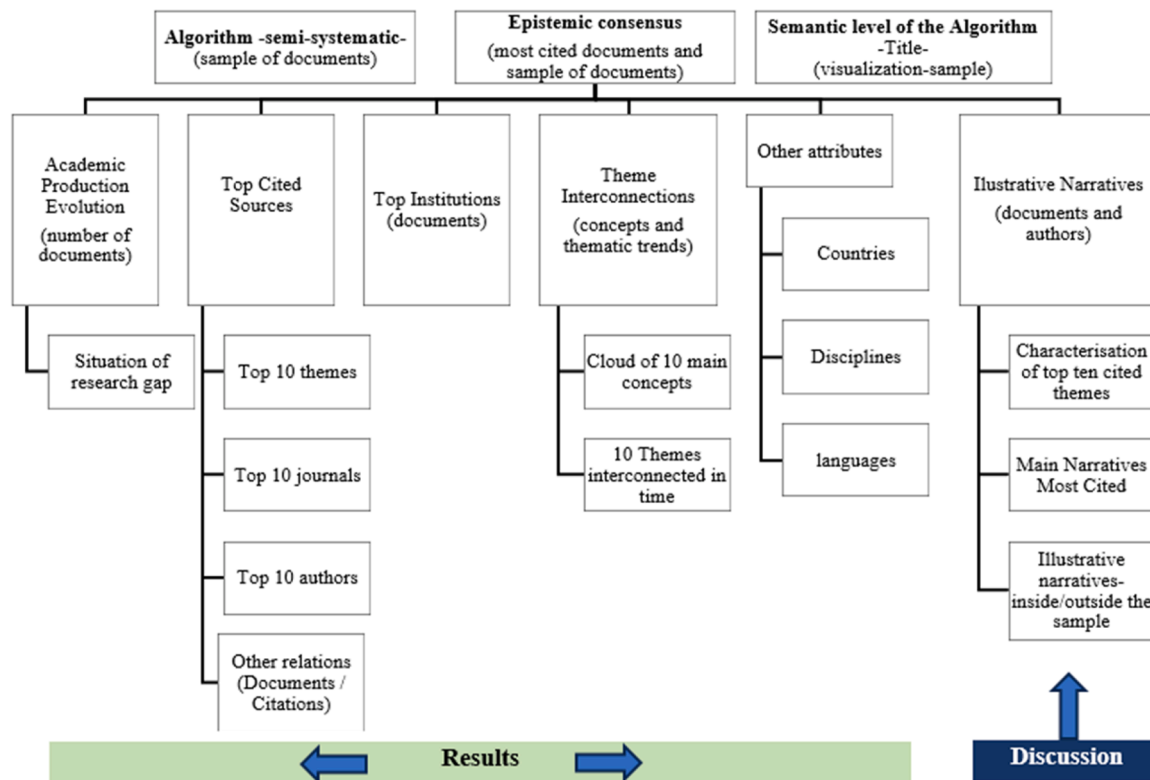 Algorithm -semi-systematic-
(sample of documents)
Epistemic consensus
(most cited documents and
sample of documents)
Semantic level of the Algorithm
-Title-
(visualization-sample)
Academic
Production
Evolution
(number of
documents)
Top Cited
Sources
Top Institutions
(documents)
Theme
Interconnections
(concepts and
thematic trends)
Other attributes
Ilustrative Narratives
(documents and
authors)
Situation of
research gap
Top 10 themes
Top 10 journals
Top 10 authors
Other relations
(Documents /
Citations)
Cloud of 10 main
concepts
10 Themes
interconnected in
time
Countries
Disciplines
languages
Characterisation
of top ten cited
themes
Main Narratives
Most Cited
Illustrative
narratives-
inside/outside the
sample
Results
Discussion